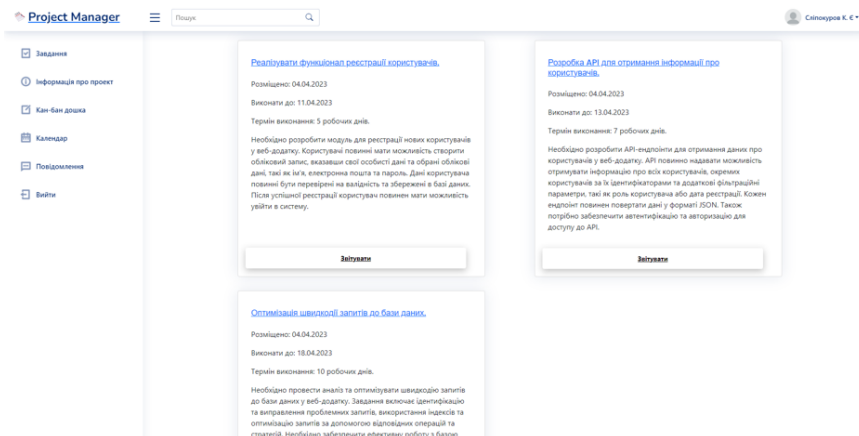 Project Manager
Пошук
Сліпокуров К. Є
Завдання
Інформація про проект
Кан-бан дошка
Календар
Повідомлення
Вийти
Реалізувати функціонал реєстрації користувачів.
Розміщено: 04.04.2023
Виконати до: 11.04.2023
Термін виконання: 5 робочих днів.
Необхідно розробити модуль для реєстрації нових користувачів
у веб-додатку. Користувачі повинні мати можливість створити
обліковий запис, вказавши свої особисті дані та обрані облікові
дані, такі як ім'я, електронна пошта та пароль. Дані користувача
повинні бути перевірені на валідність та збережені в базі даних.
Після успішної реєстрації користувач повинен мати можливість
увійти в систему.
Звітувати
Розробка API для отримання інформації про
користувачів.
Розміщено: 04.04.2023
Виконати до: 13.04.2023
Термін виконання: 7 робочих днів.
Необхідно розробити API-ендпоінти для отримання даних про
користувачів у веб-додатку. API повинно надавати можливість
отримувати інформацію про всіх користувачів, окремих
користувачів за їх ідентифікаторами та додаткові фільтраційні
параметри, такі як роль користувача або дата реєстрації. Кожен
ендпоінт повинен повертати дані у форматі JSON. Також
потрібно забезпечити автентифікацію та авторизацію для
доступу до API.
Звітувати
Оптимізація швидкодії запитів до бази даних.
Розміщено: 04.04.2023
Виконати до: 18.04.2023
Термін виконання: 10 робочих днів.
Необхідно провести аналіз та оптимізувати швидкодію запитів
до бази даних у веб-додатку. Завдання включає ідентифікацію
та виправлення проблемних запитів, використання індексів та
оптимізацію запитів за допомогою відповідних операцій та
стратегій. Необхідно забезпечити ефективну роботу з базою